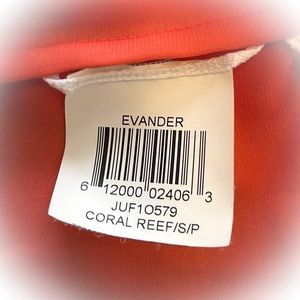 EVANDER
6 12000 02406 3
JUF10579
CORAL REEF/S/P